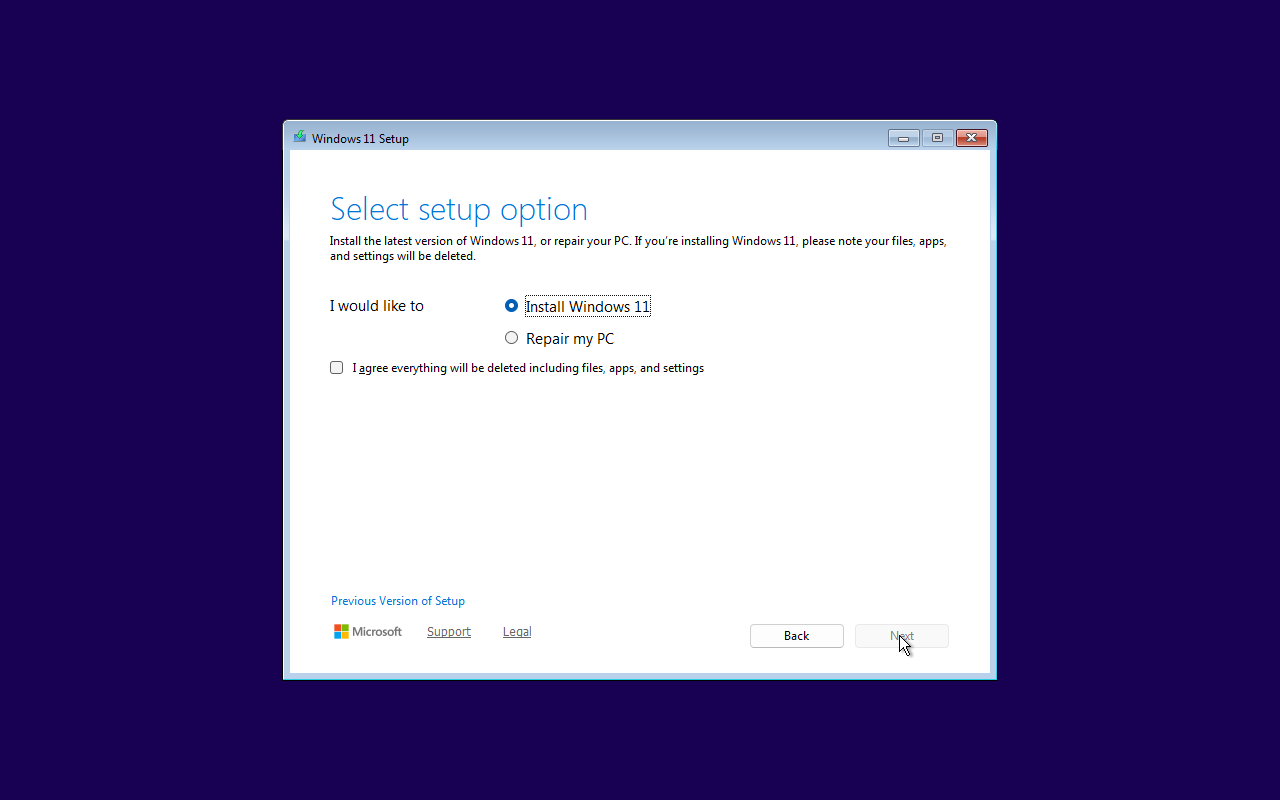 Windows 11 Setup
Select setup option
Install the latest version of Windows 11, or repair your PC. If you're installing Windows 11, please note your files, apps,
and settings will be deleted.
I would like to
Install Windows 11
Repair my PC
I agree everything will be deleted including files, apps, and settings
Previous Version of Setup
Microsoft
Support
Legal
Back
Next